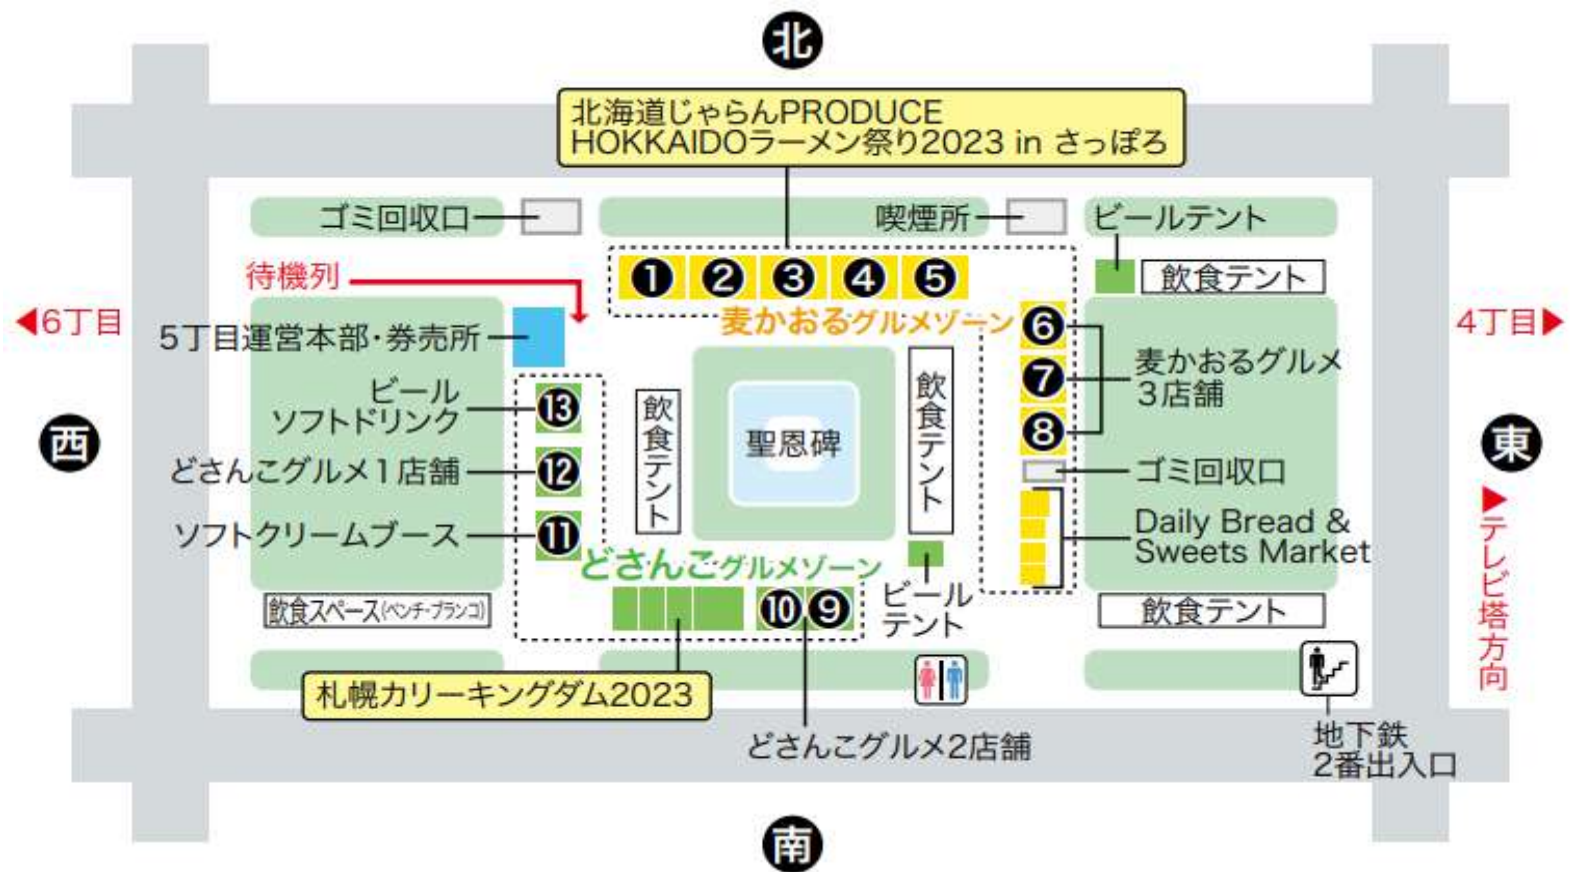 北
北海道じゃらんPRODUCE
HOKKAIDOラーメン祭り2023 in さっぽろ
ゴミ回収口
喫煙所
ビールテント
待機列
❶
❷
❸
❹
❺
飲食テント
◀6丁目
5丁目運営本部・券売所
麦かおるグルメゾーン
❻
4丁目▶
ビール
ソフトドリンク
⓭
飲食テント
聖恩碑
飲食テント
❼
麦かおるグルメ
3店舗
❽
西
東
どさんこグルメ1店舗
⓬
ゴミ回収口
ソフトクリームブース
⓫
Daily Bread &
Sweets Market
▶テレビ塔方向
どさんこグルメゾーン
飲食スペース(ベンチ・ブランコ)
❿
❾
ビール
テント
飲食テント
札幌カリーキングダム2023
どさんこグルメ2店舗
地下鉄
2番出入口
南